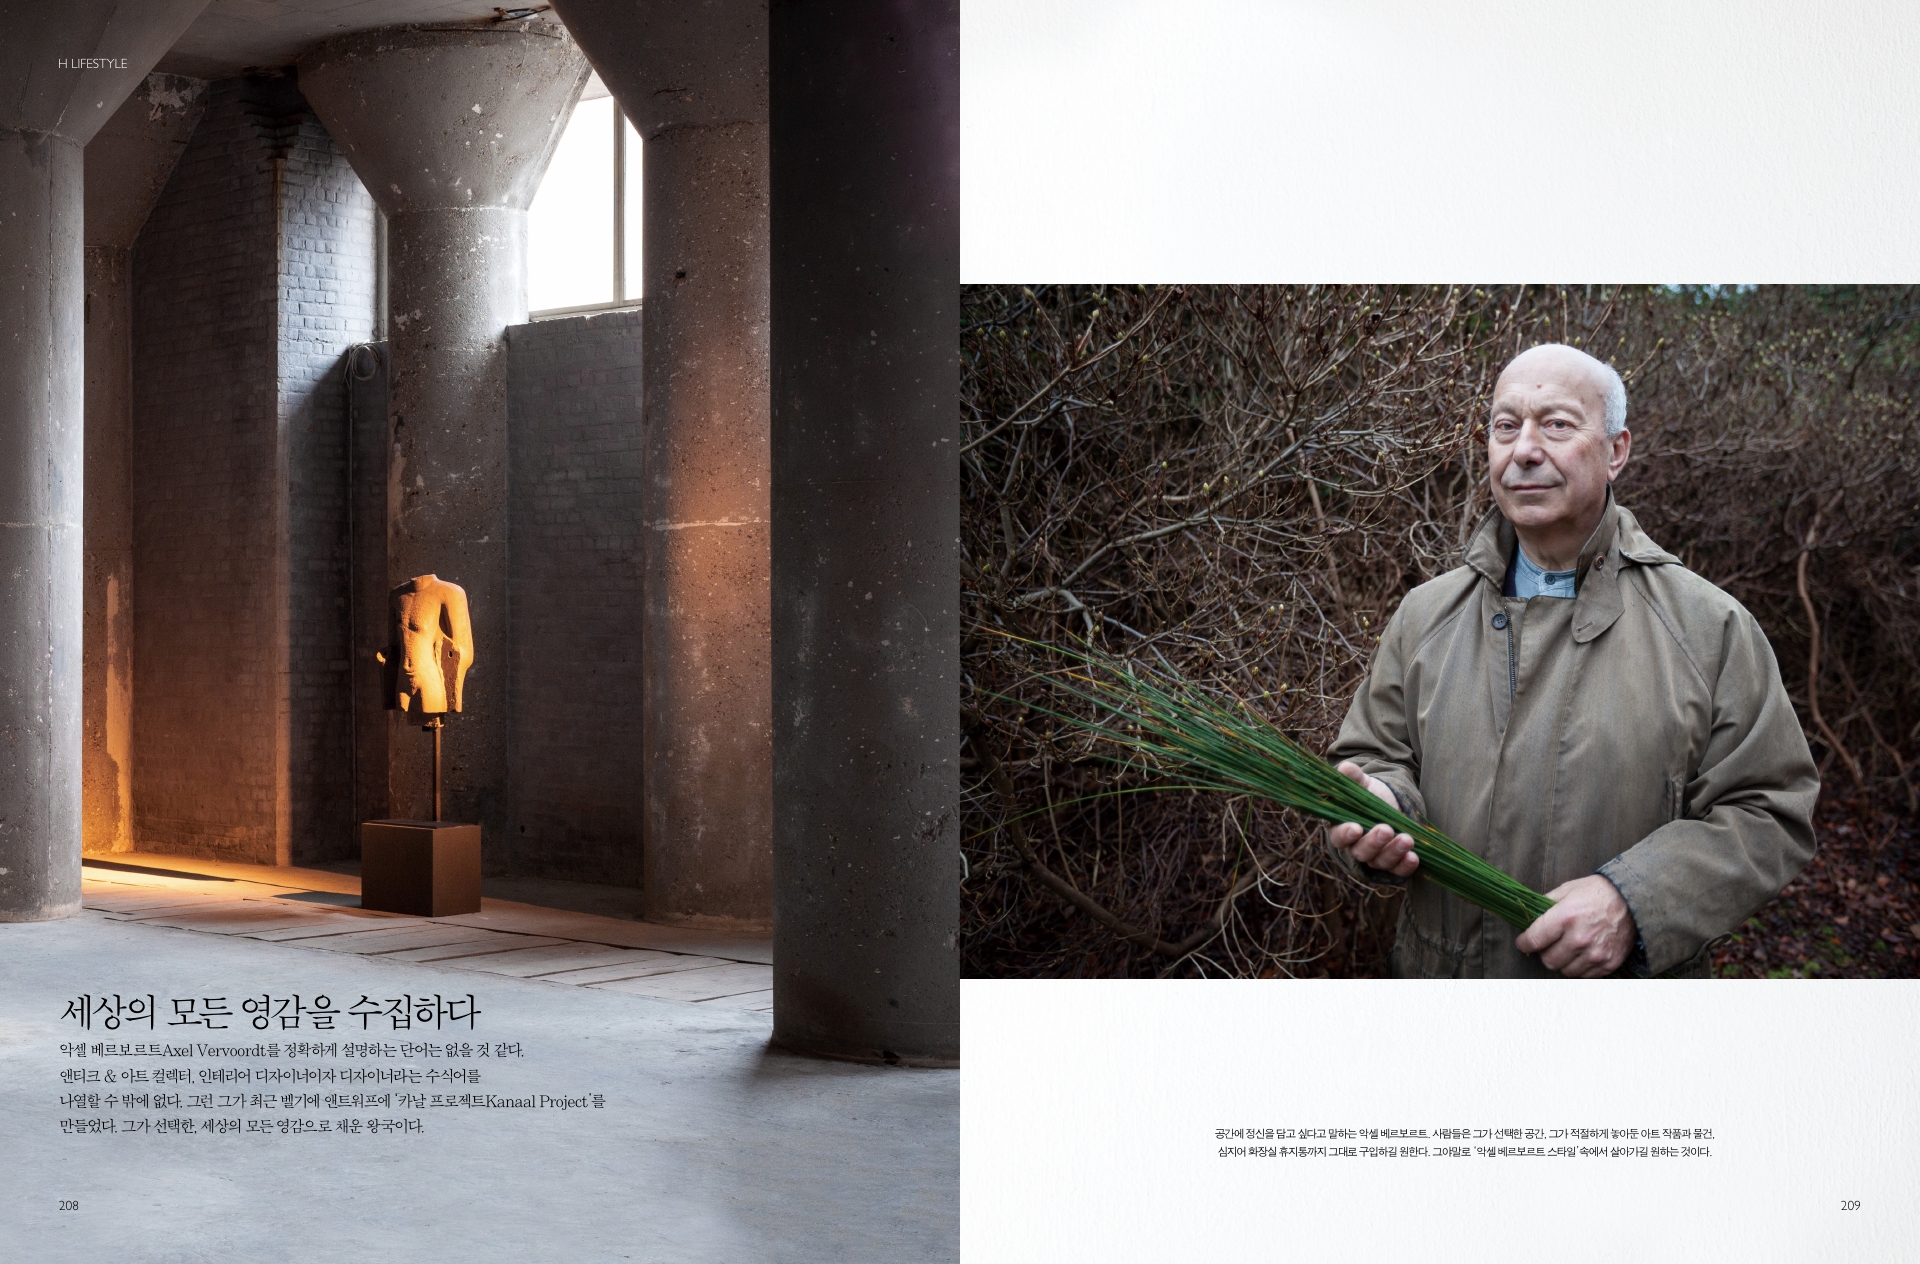 H LIFESTYLE
세상의 모든 영감을 수집하다
악셀 베르보르트Axel Vervoordt를 정확하게 설명하는 단어는 없을 것 같다.
앤티크 & 아트 컬렉터, 인테리어 디자이너이자 디자이너라는 수식어를
나열할 수 밖에 없다. 그런 그가 최근 벨기에 앤트워프에 ‘카날 프로젝트Kanaal Project’를
만들었다. 그가 선택한, 세상의 모든 영감으로 채운 왕국이다.
208
공간에 정신을 담고 싶다고 말하는 악셀 베르보르트. 사람들은 그가 선택한 공간, 그가 적절하게 놓아둔 아트 작품과 물건,
심지어 화장실 휴지통까지 그대로 구입하길 원한다. 그야말로 ‘악셀 베르보르트 스타일’ 속에서 살아가길 원하는 것이다.
209